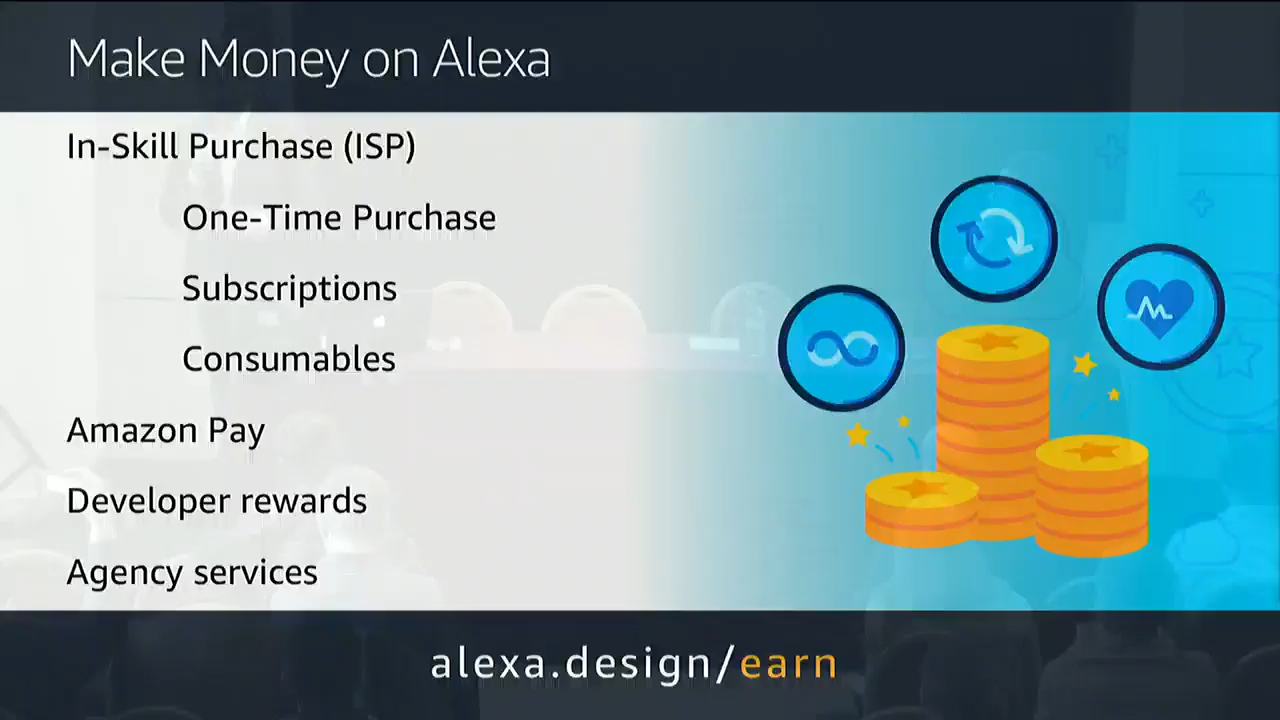 Make Money on Alexa
In-Skill Purchase (ISP)
One-Time Purchase
Subscriptions
Consumables
Amazon Pay
Developer rewards
Agency services
alexa.design/earn